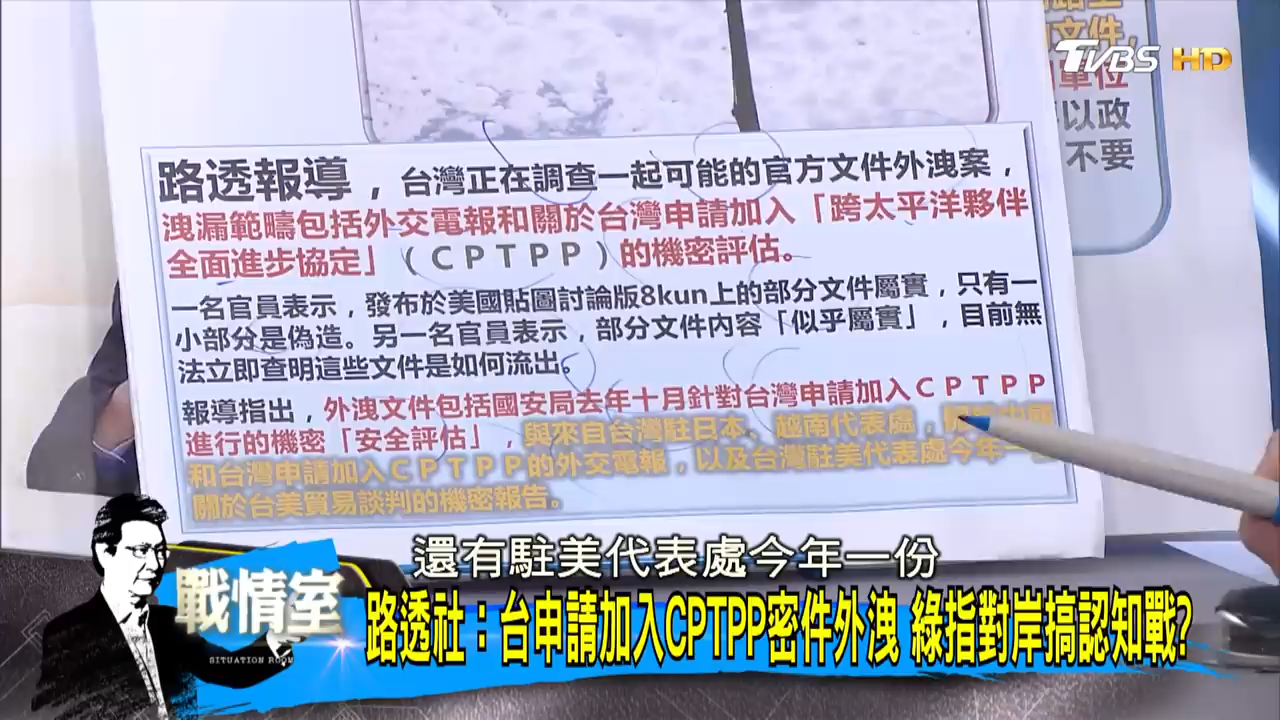 TVBS HD
文件,
單位
以政
不要
路透報導，台灣正在調查一起可能的官方文件外洩案，
洩漏範疇包括外交電報和關於台灣申請加入「跨太平洋夥伴
全面進步協定」（ＣＰＴＰＰ）的機密評估。
一名官員表示，發布於美國貼圖討論版8kun上的部分文件屬實，只有一
小部分是偽造。另一名官員表示，部分文件內容「似乎屬實」，目前無
法立即查明這些文件是如何流出。
報導指出，外洩文件包括國安局去年十月針對台灣申請加入ＣＰＴＰＰ
進行的機密「安全評估」，與來自台灣駐日本、越南代表處，
和台灣申請加入ＣＰＴＰＰ的外交電報，以及台灣駐美代表處今年一
關於台美貿易談判的機密報告。
還有駐美代表處今年一份
戰情室
SITUATION ROOM
路透社：台申請加入CPTPP密件外洩 綠指對岸搞認知戰?